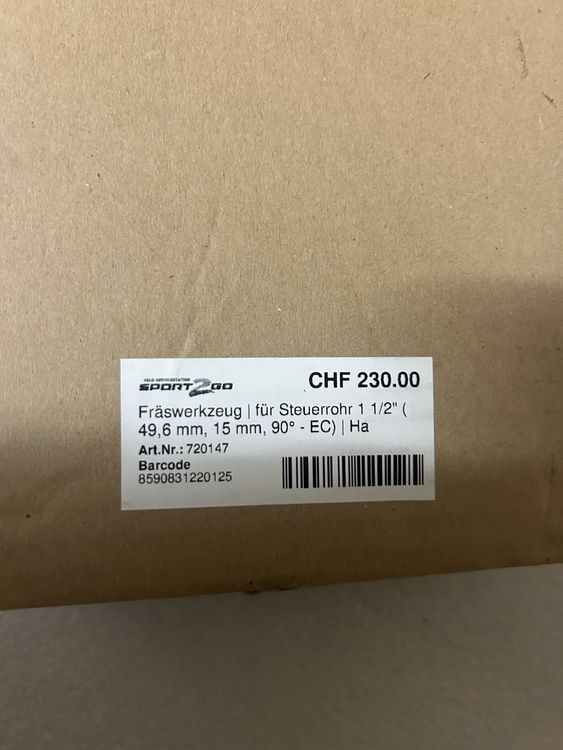 VELO-SERVICESTATION
SPORT2GO
CHF 230.00
Fräswerkzeug | für Steuerrohr 1 1/2" (
49,6 mm, 15 mm, 90° - EC) | Ha
Art.Nr.: 720147
Barcode
8590831220125